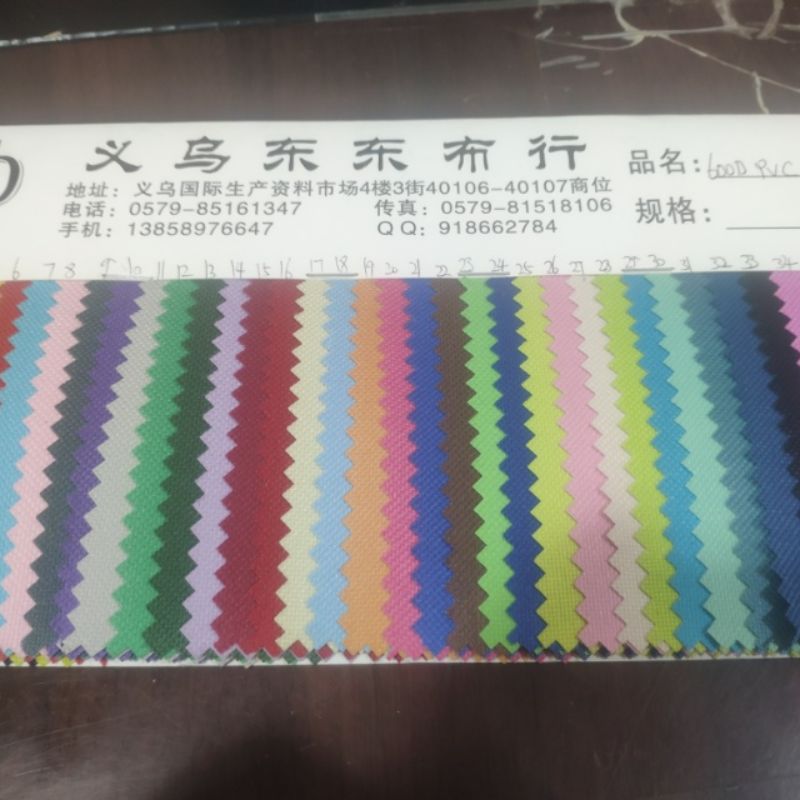 义乌东东布行
地址：义乌国际生产资料市场4楼3街40106-40107商位
电话：0579-85161347 传真：0579-81518106
手机：13858976647 QQ：918662784
品名：600D PVC
规格：
6 7 8 9 10 11 12 13 14 15 16 17 18 19 20 21 22 23 24 25 26 27 28 29 30 31 32 33 34